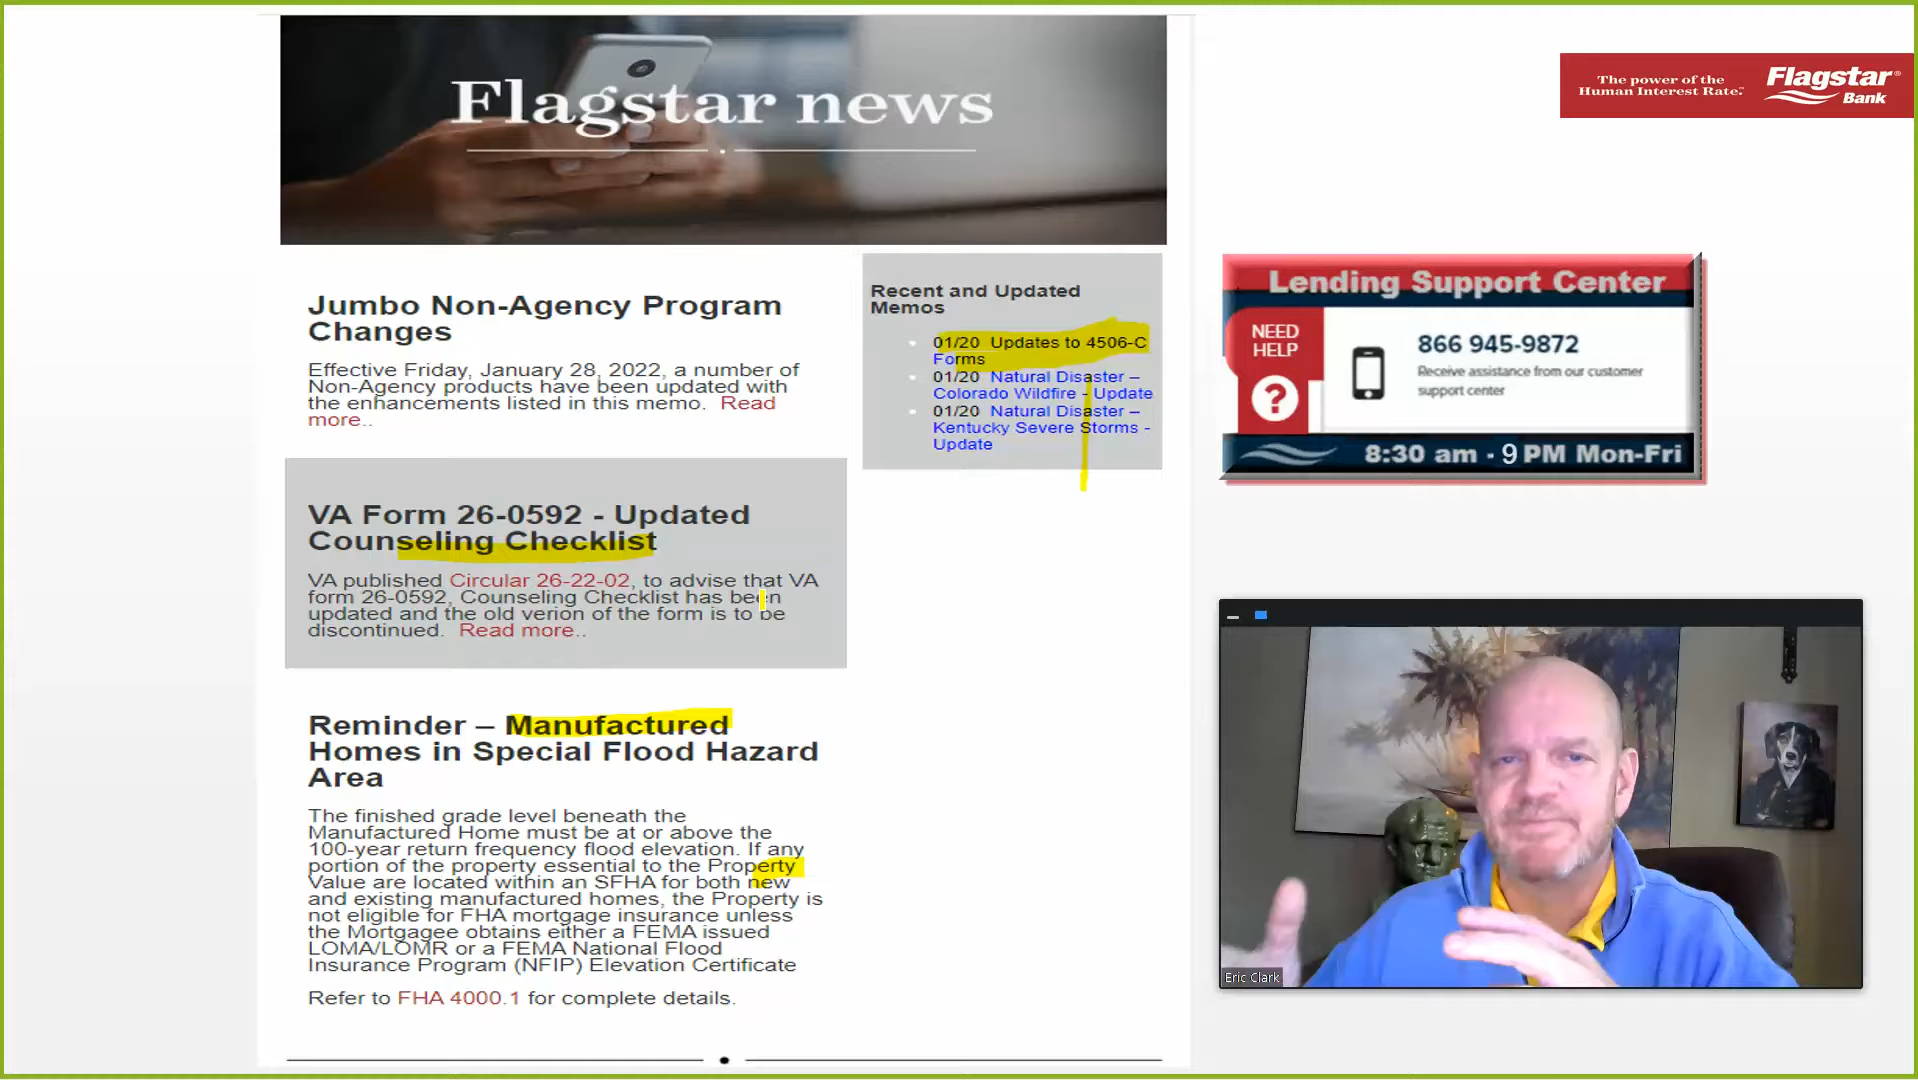 Flagstar news
The power of the
Human Interest Rate.™
Flagstar®
Bank
Jumbo Non-Agency Program
Changes
Effective Friday, January 28, 2022, a number of
Non-Agency products have been updated with
the enhancements listed in this memo. Read
more..
Recent and Updated
Memos
01/20 Updates to 4506-C
Forms
01/20 Natural Disaster –
Colorado Wildfire - Update
01/20 Natural Disaster –
Kentucky Severe Storms -
Update
Lending Support Center
NEED
HELP
?
866 945-9872
Receive assistance from our customer
support center
8:30 am - 9 PM Mon-Fri
VA Form 26-0592 - Updated
Counseling Checklist
VA published Circular 26-22-02, to advise that VA
form 26-0592, Counseling Checklist has been
updated and the old verion of the form is to be
discontinued. Read more..
Reminder – Manufactured
Homes in Special Flood Hazard
Area
The finished grade level beneath the
Manufactured Home must be at or above the
100-year return frequency flood elevation. If any
portion of the property essential to the Property
Value are located within an SFHA for both new
and existing manufactured homes, the Property is
not eligible for FHA mortgage insurance unless
the Mortgagee obtains either a FEMA issued
LOMA/LOMR or a FEMA National Flood
Insurance Program (NFIP) Elevation Certificate
Refer to FHA 4000.1 for complete details.
Eric Clark